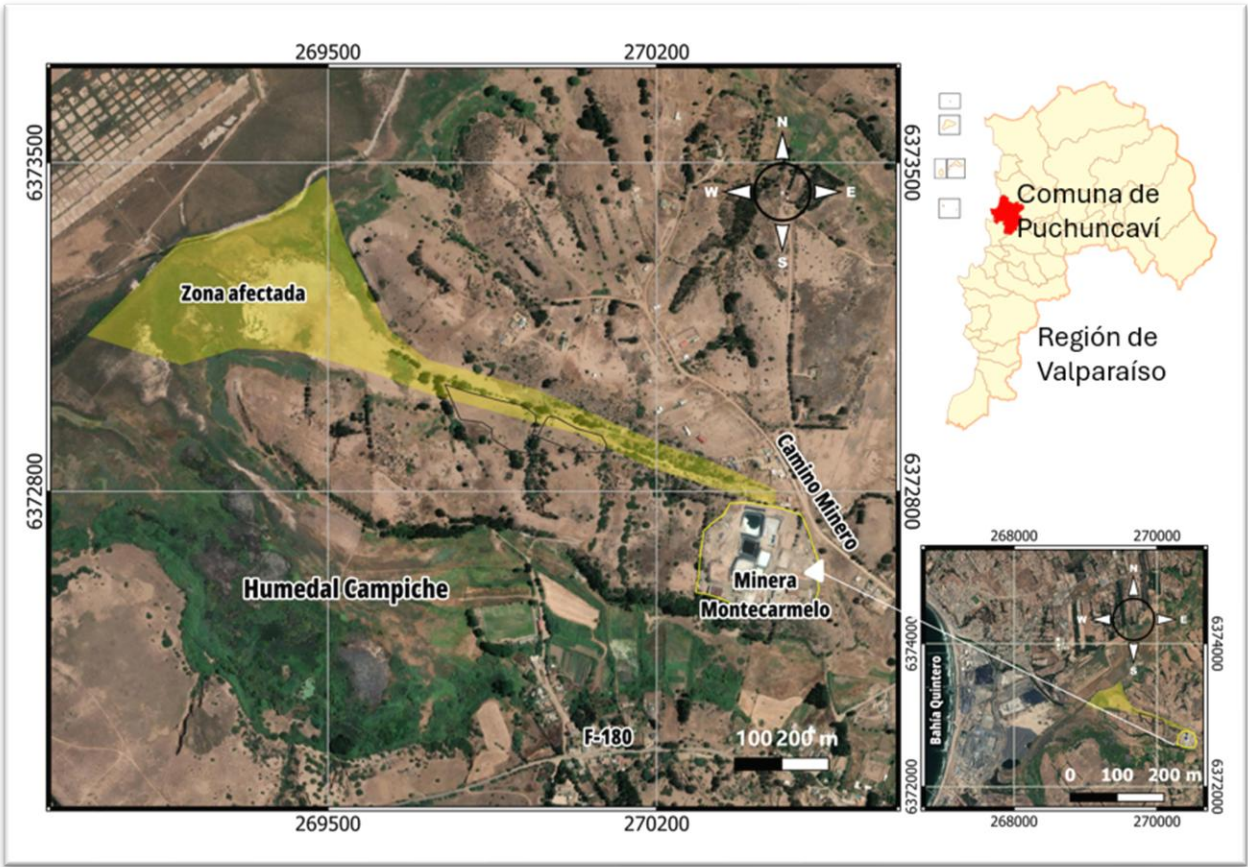 269500
270200
6373500
6373500
N
W
E
S
Zona afectada
6372800
6372800
Camino Minero
Humedal Campiche
Minera
Montecarmelo
F-180
100 200 m
269500
270200
Comuna de
Puchuncaví
Región de
Valparaíso
268000
270000
N
W
E
S
6374000
6374000
Bahía Quintero
0 100 200 m
6372000
6372000
268000
270000